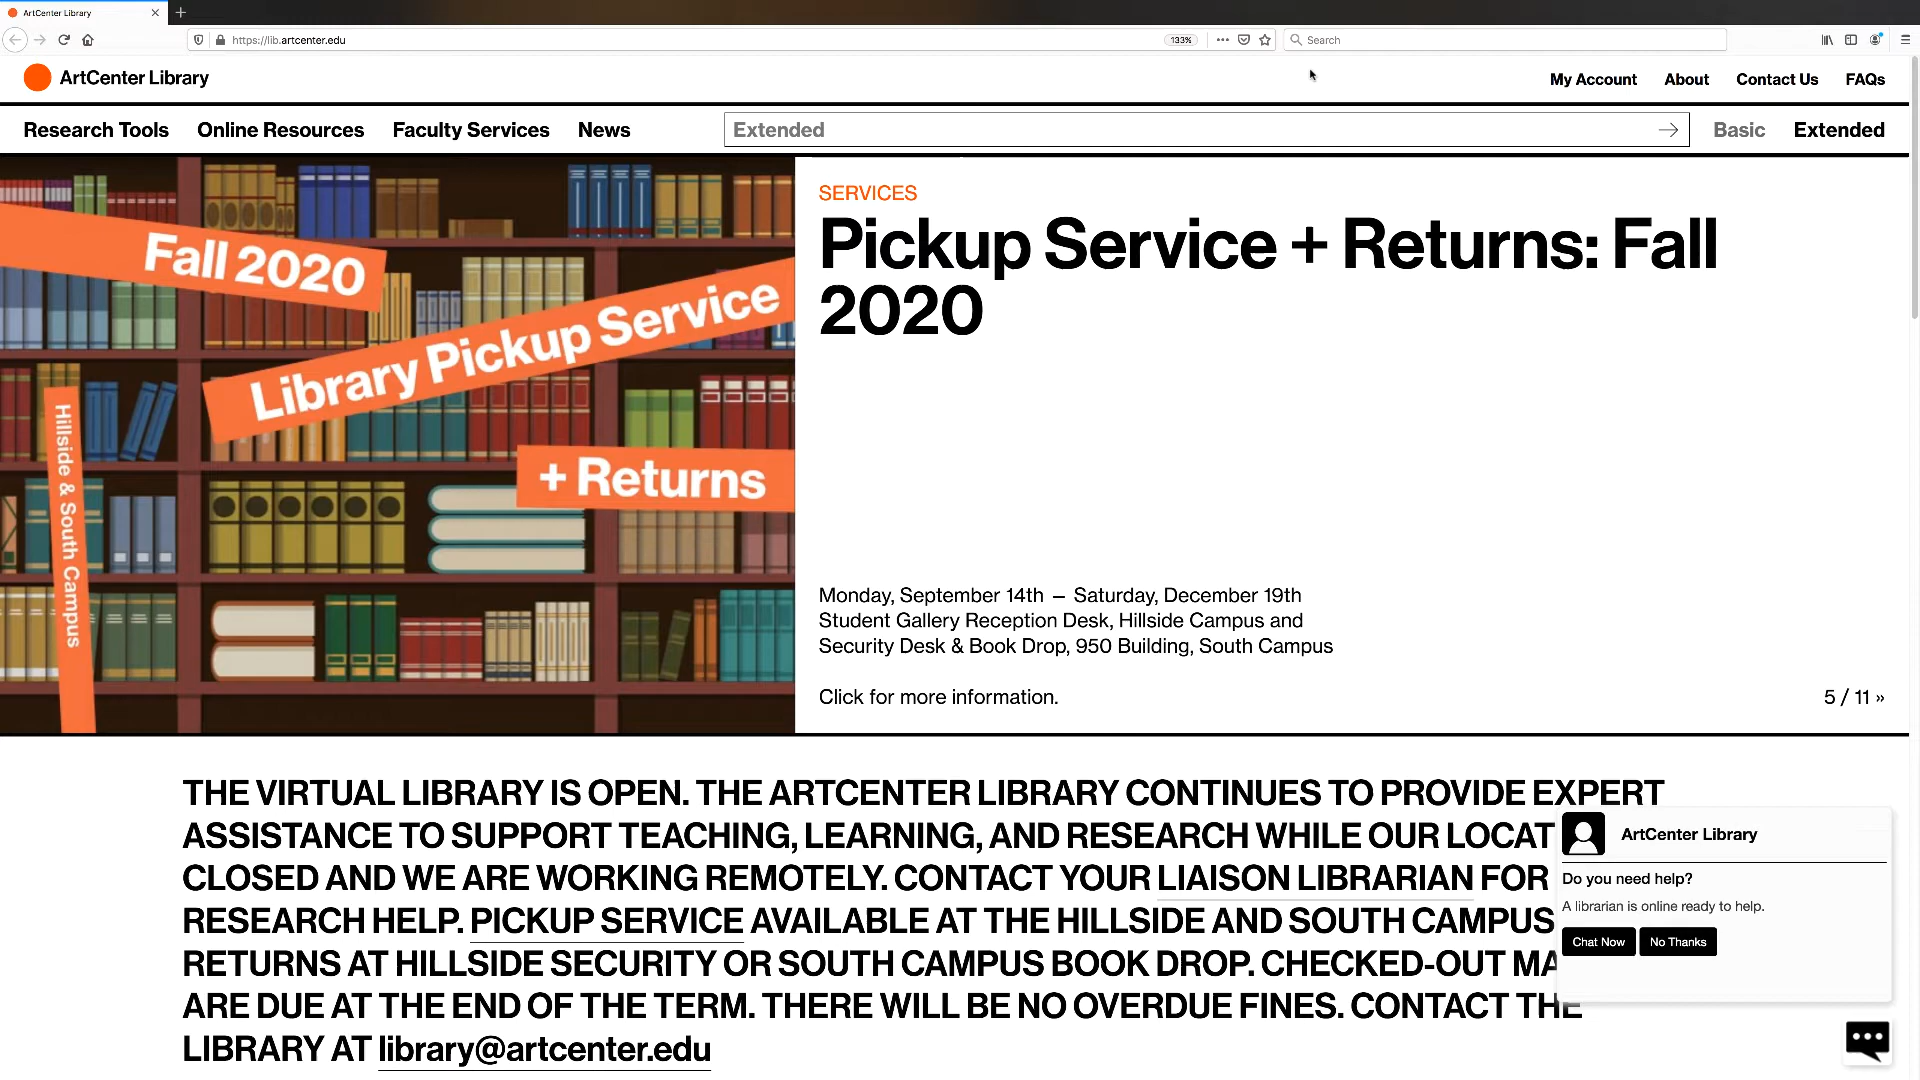 ArtCenter Library
https://lib.artcenter.edu
133%
Search
ArtCenter Library
My Account
About
Contact Us
FAQs
Research Tools
Online Resources
Faculty Services
News
Extended
Basic
Extended
Fall 2020
Library Pickup Service
+ Returns
Hillside & South Campus
SERVICES
Pickup Service + Returns: Fall
2020
Monday, September 14th — Saturday, December 19th
Student Gallery Reception Desk, Hillside Campus and
Security Desk & Book Drop, 950 Building, South Campus
Click for more information.
5 / 11 »
THE VIRTUAL LIBRARY IS OPEN. THE ARTCENTER LIBRARY CONTINUES TO PROVIDE EXPERT
ASSISTANCE TO SUPPORT TEACHING, LEARNING, AND RESEARCH WHILE OUR LOCAT
CLOSED AND WE ARE WORKING REMOTELY. CONTACT YOUR LIAISON LIBRARIAN FOR
RESEARCH HELP. PICKUP SERVICE AVAILABLE AT THE HILLSIDE AND SOUTH CAMPUS
RETURNS AT HILLSIDE SECURITY OR SOUTH CAMPUS BOOK DROP. CHECKED-OUT MA
ARE DUE AT THE END OF THE TERM. THERE WILL BE NO OVERDUE FINES. CONTACT THE
LIBRARY AT library@artcenter.edu
ArtCenter Library
Do you need help?
A librarian is online ready to help.
Chat Now
No Thanks